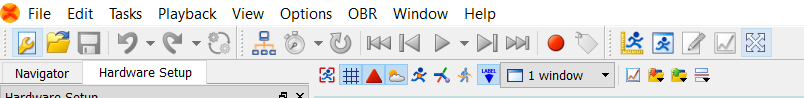 File Edit Tasks Playback View Options OBR Window Help
Navigator Hardware Setup LABEL 1 window
Hardware Setup